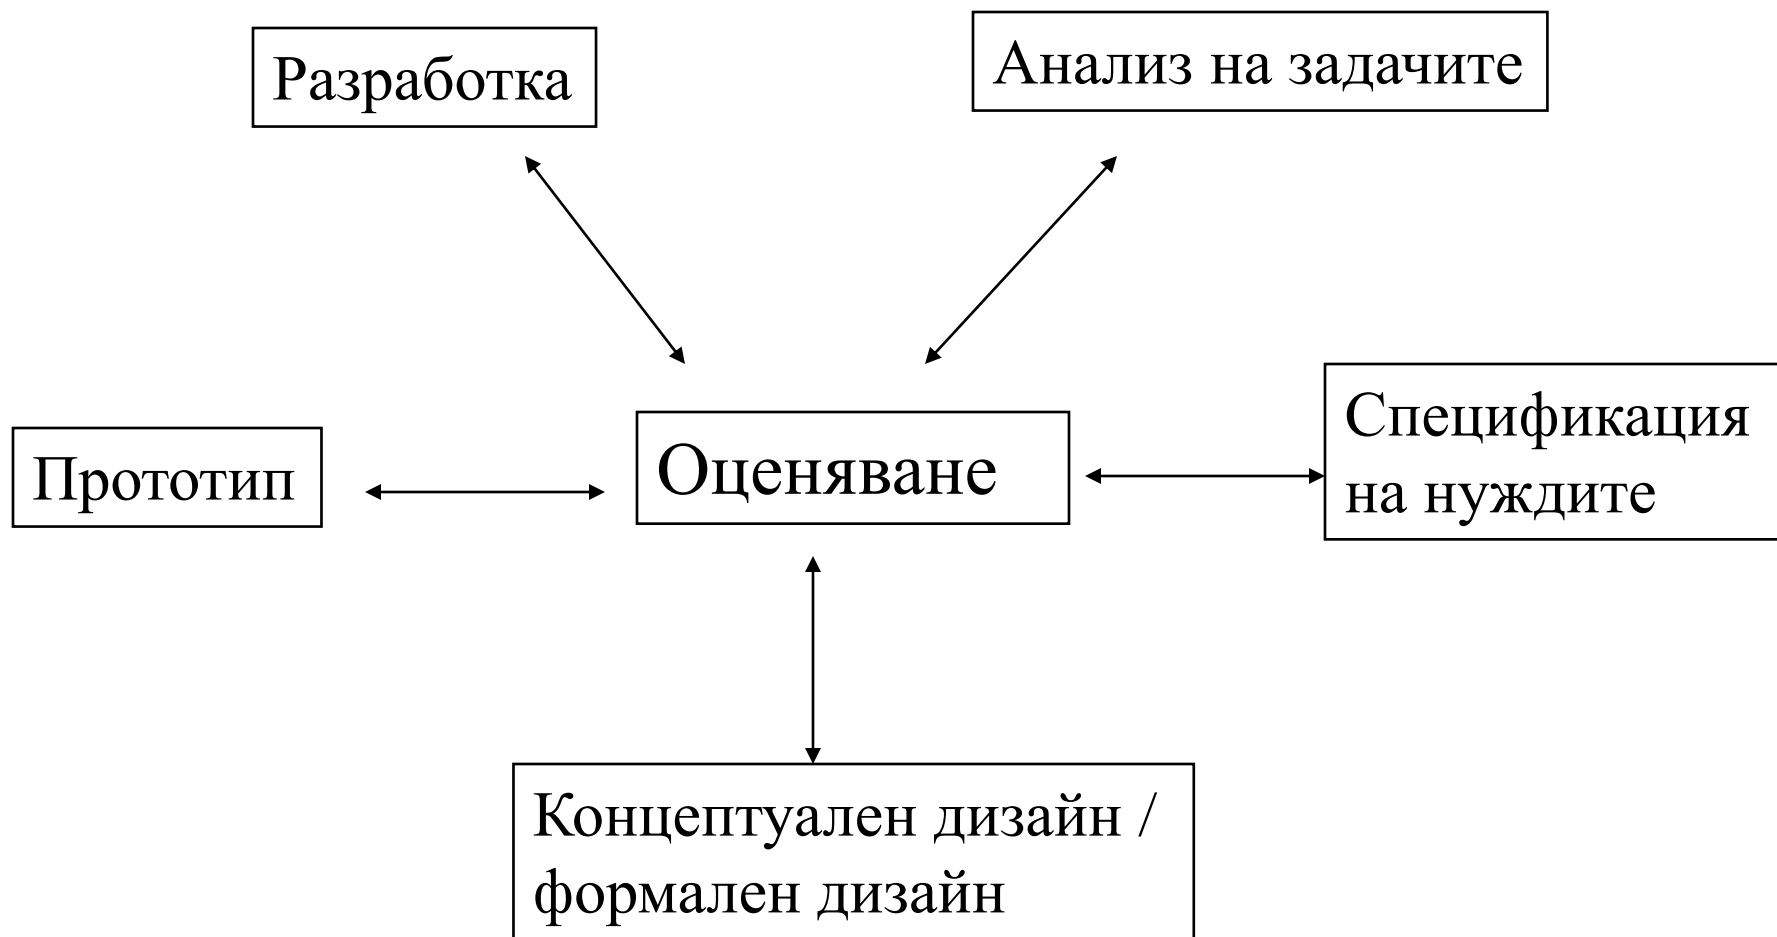 Разработка
Анализ на задачите
Прототип
Оценяване
Спецификация
на нуждите
Концептуален дизайн /
формален дизайн